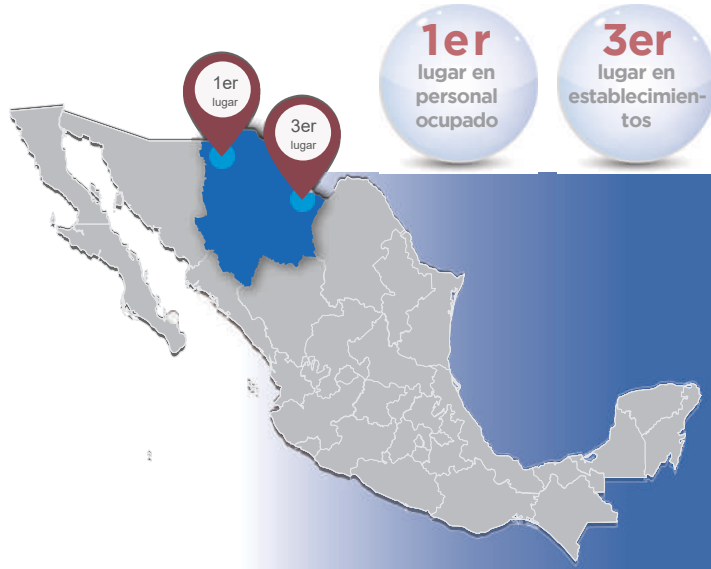 1er
lugar en
personal
ocupado
3er
lugar en
establecimien-
tos
1er
lugar
3er
lugar